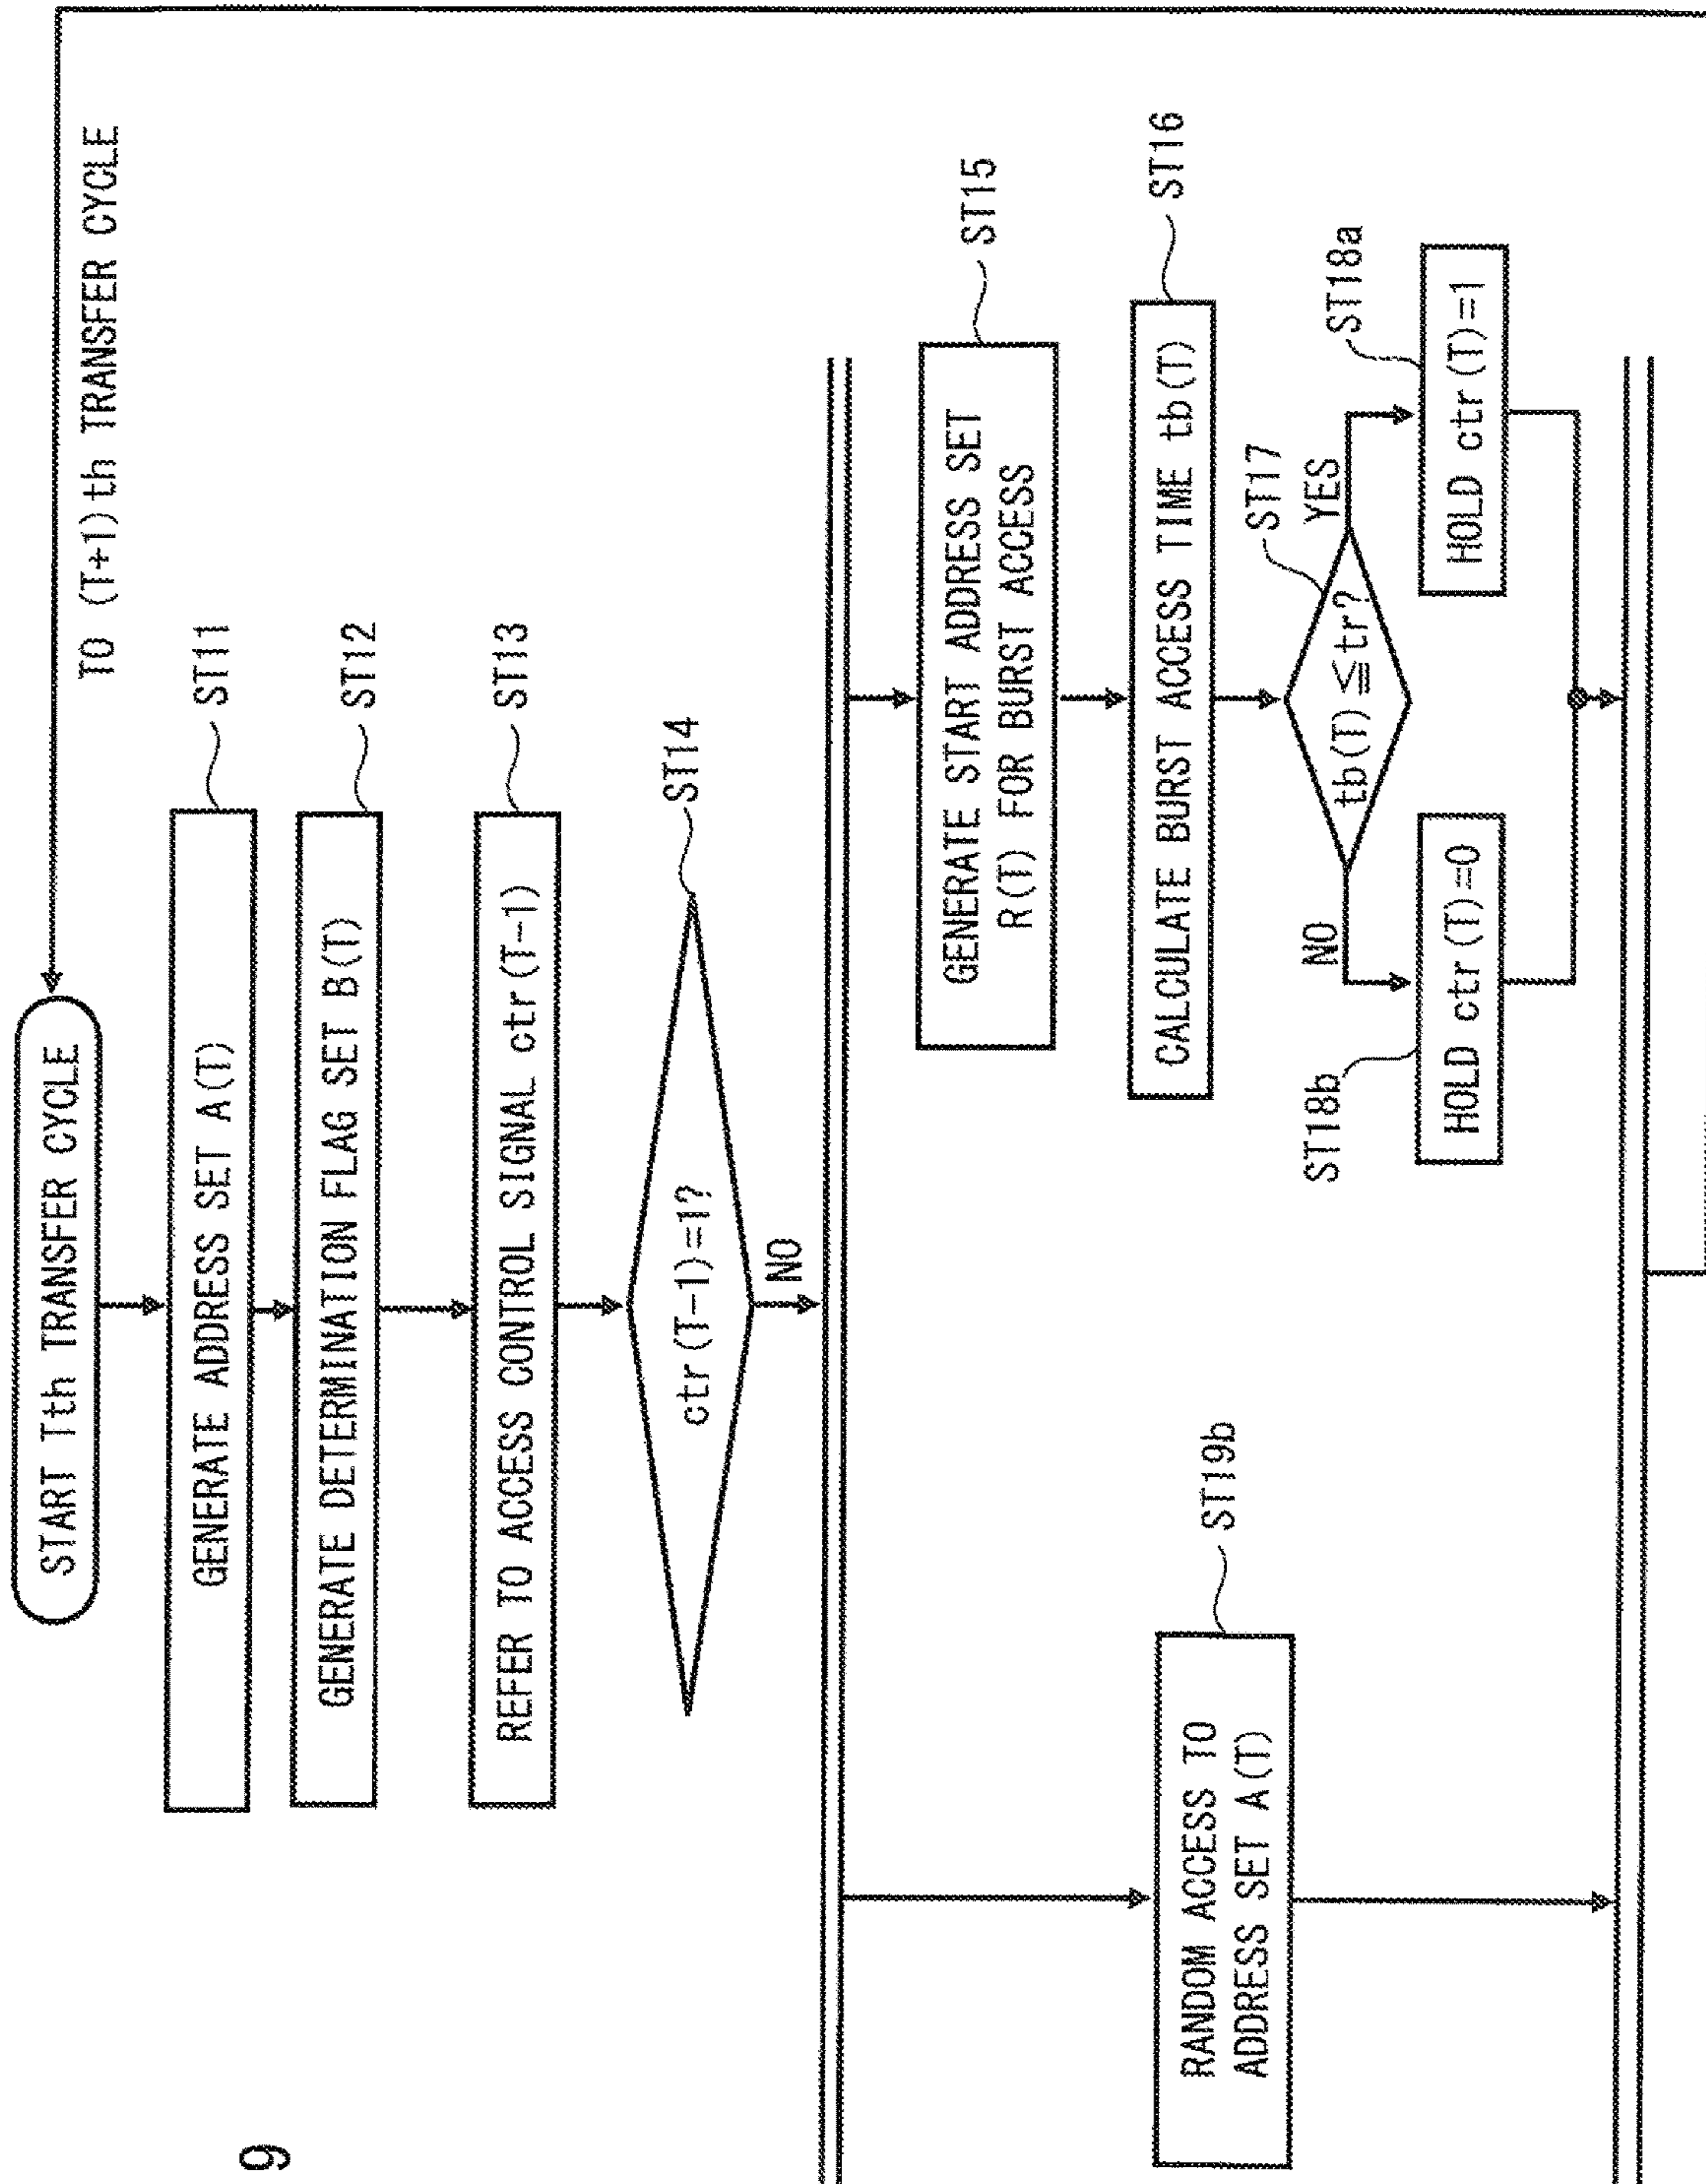 9
START Tth TRANSFER CYCLE
TO (T+1)th TRANSFER CYCLE
GENERATE ADDRESS SET A(T)
ST11
GENERATE DETERMINATION FLAG SET B(T)
ST12
REFER TO ACCESS CONTROL SIGNAL ctr(T-1)
ST13
ctr(T-1)=1?
ST14
NO
RANDOM ACCESS TO
ADDRESS SET A(T)
ST19b
GENERATE START ADDRESS SET
R(T) FOR BURST ACCESS
ST15
CALCULATE BURST ACCESS TIME tb(T)
ST16
tb(T)≦tr?
ST17
NO
YES
ST18b
HOLD ctr(T)=0
ST18a
HOLD ctr(T)=1